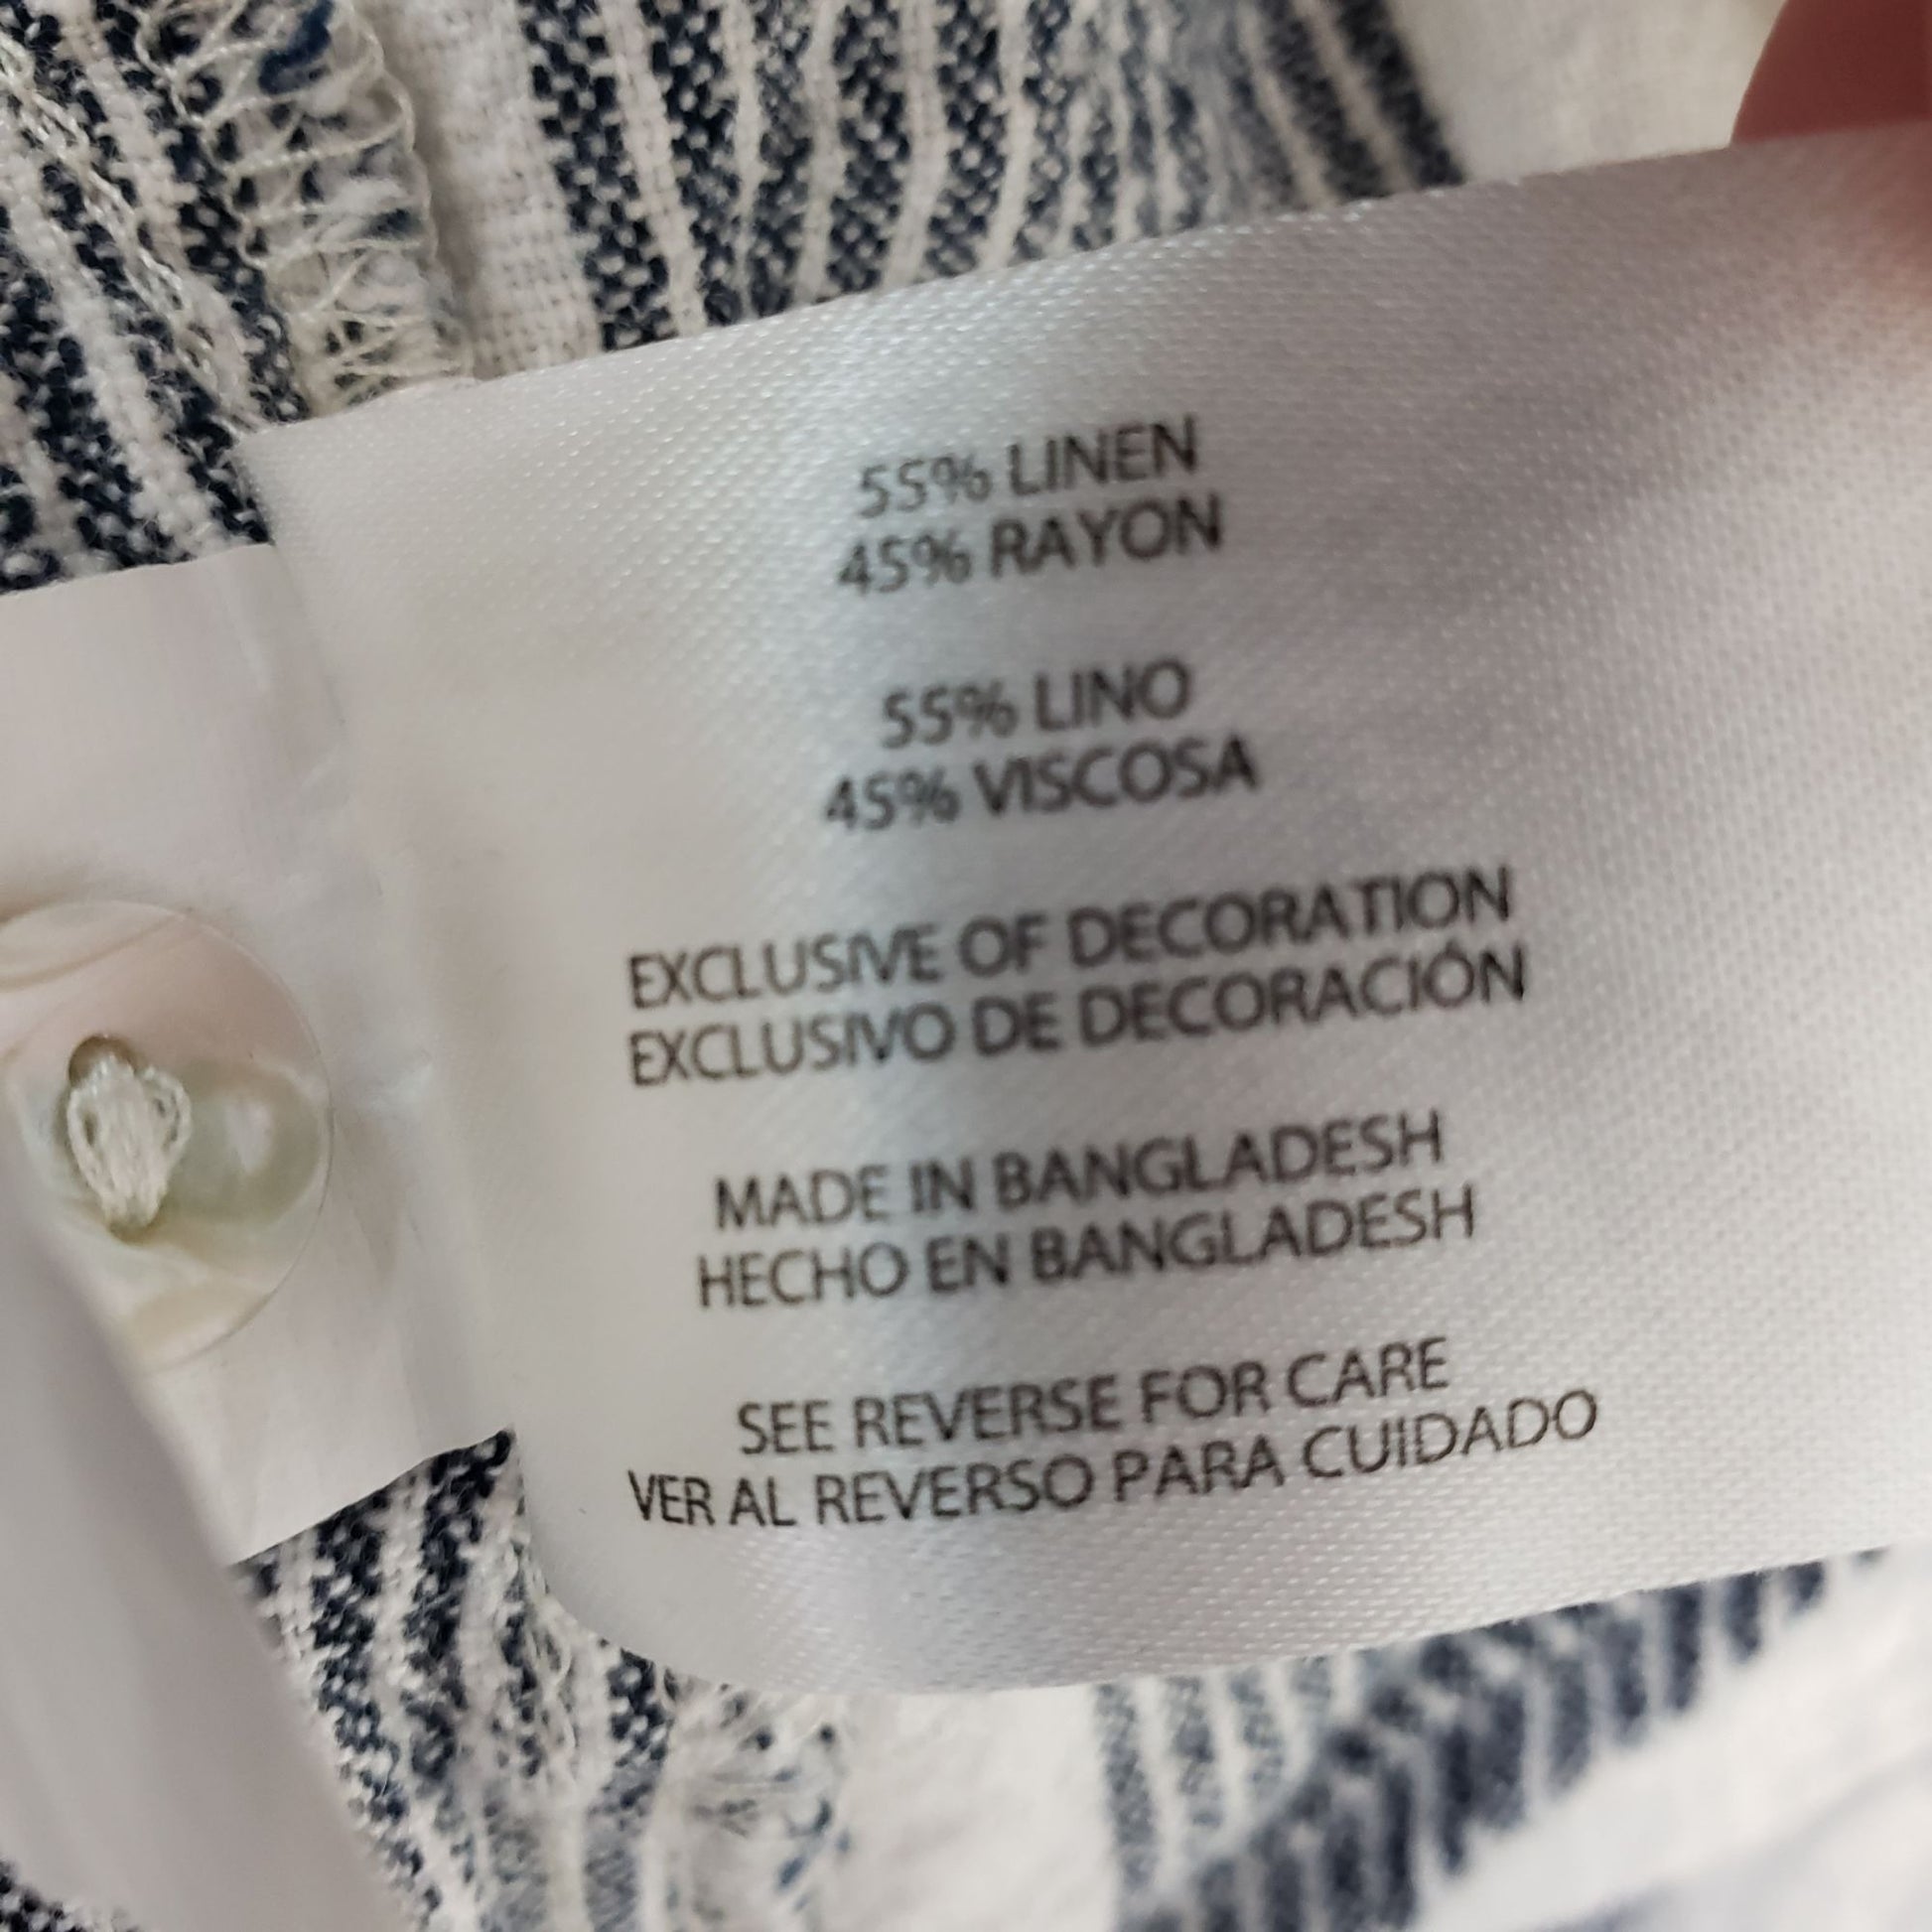 55% LINEN
45% RAYON
55% LINO
45% VISCOSA
EXCLUSIVE OF DECORATION
EXCLUSIVO DE DECORACIÓN
MADE IN BANGLADESH
HECHO EN BANGLADESH
SEE REVERSE FOR CARE
VER AL REVERSO PARA CUIDADO